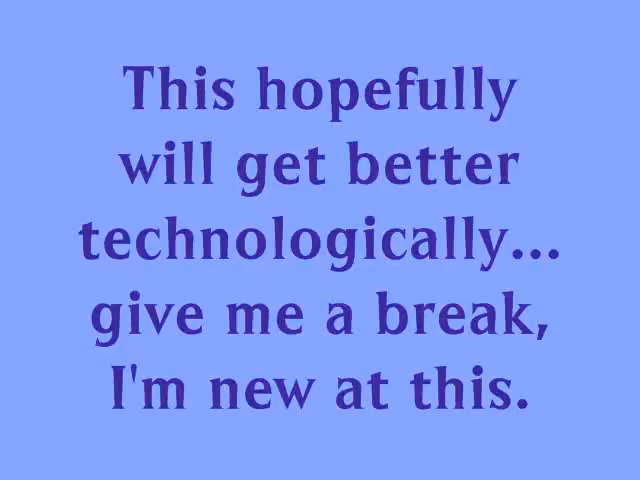 This hopefully
will get better
technologically...
give me a break,
I'm new at this.